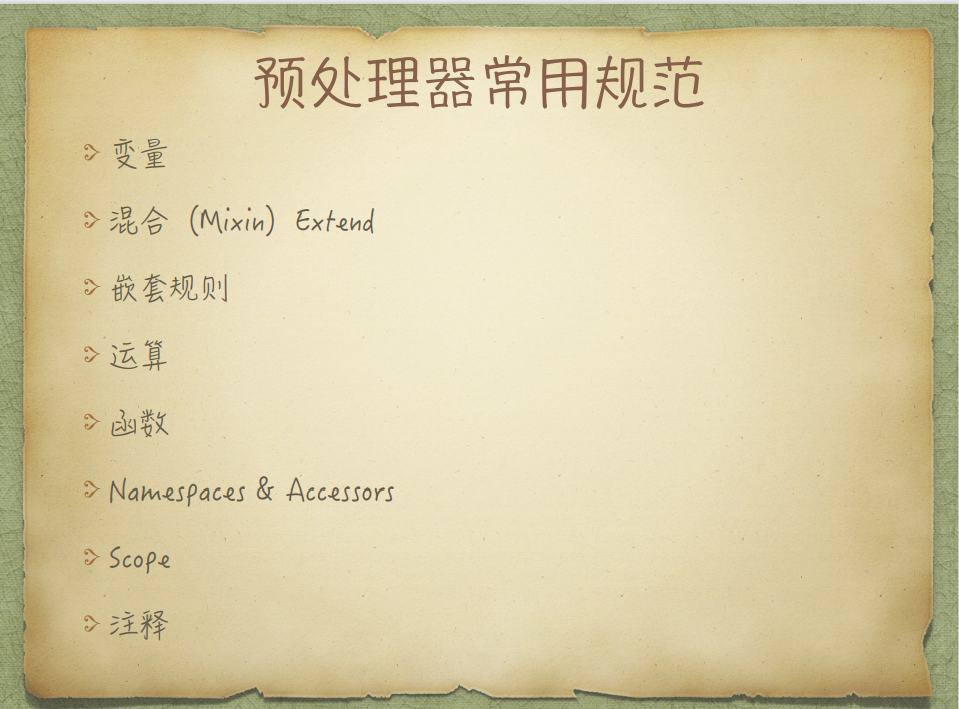 预处理器常用规范
变量
混合（Mixin）Extend
嵌套规则
运算
函数
Namespaces & Accessors
Scope
注释